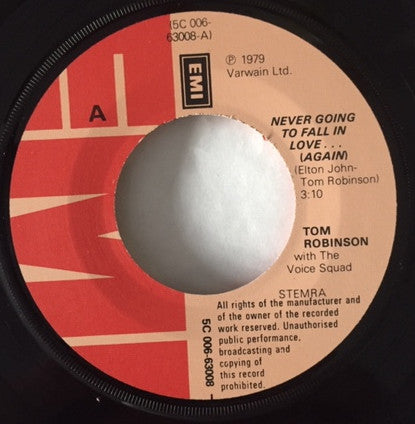 (5C 006-
63008-A)
℗ 1979
Varwain Ltd.
EMI
A
NEVER GOING
TO FALL IN
LOVE...
(AGAIN)
(Elton John-
Tom Robinson)
3:10
TOM
ROBINSON
with The
Voice Squad
STEMRA
All rights of the manufacturer and
of the owner of the recorded
work reserved. Unauthorised
public performance,
broadcasting and
copying of
this record
prohibited.
5C 006-63008